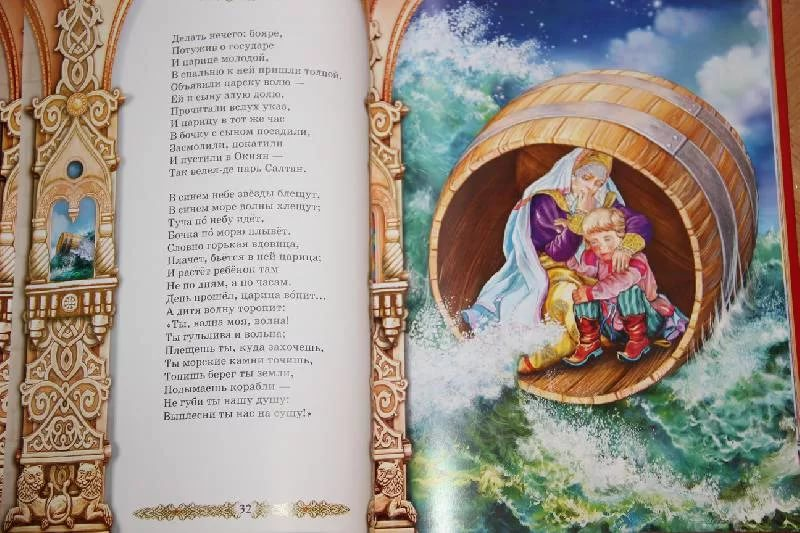 Делать нечего: бояре,
Потужив о государе
И царице молодой,
В спальню к ней пришли толпой.
Объявили царску волю —
Ей и сыну злую долю,
Прочитали вслух указ,
И царицу в тот же час
В бочку с сыном посадили,
Засмолили, покатили
И пустили в Окиян —
Так велел-де царь Салтан.
В синем небе звёзды блещут,
В синем море волны хлещут;
Туча по́ небу идёт,
Бочка по́ морю плывёт.
Словно горькая вдовица,
Плачет, бьётся в ней царица;
И растёт ребёнок там
Не по дням, а по часам.
День прошёл, царица во́пит...
А дитя волну торопит:
«Ты, волна моя, волна!
Ты гульлива и вольна;
Плещешь ты, куда захочешь,
Ты морские камни точишь,
Топишь берег ты земли,
Подымаешь корабли —
Не губи ты нашу душу:
Выплесни ты нас на сушу!»
32